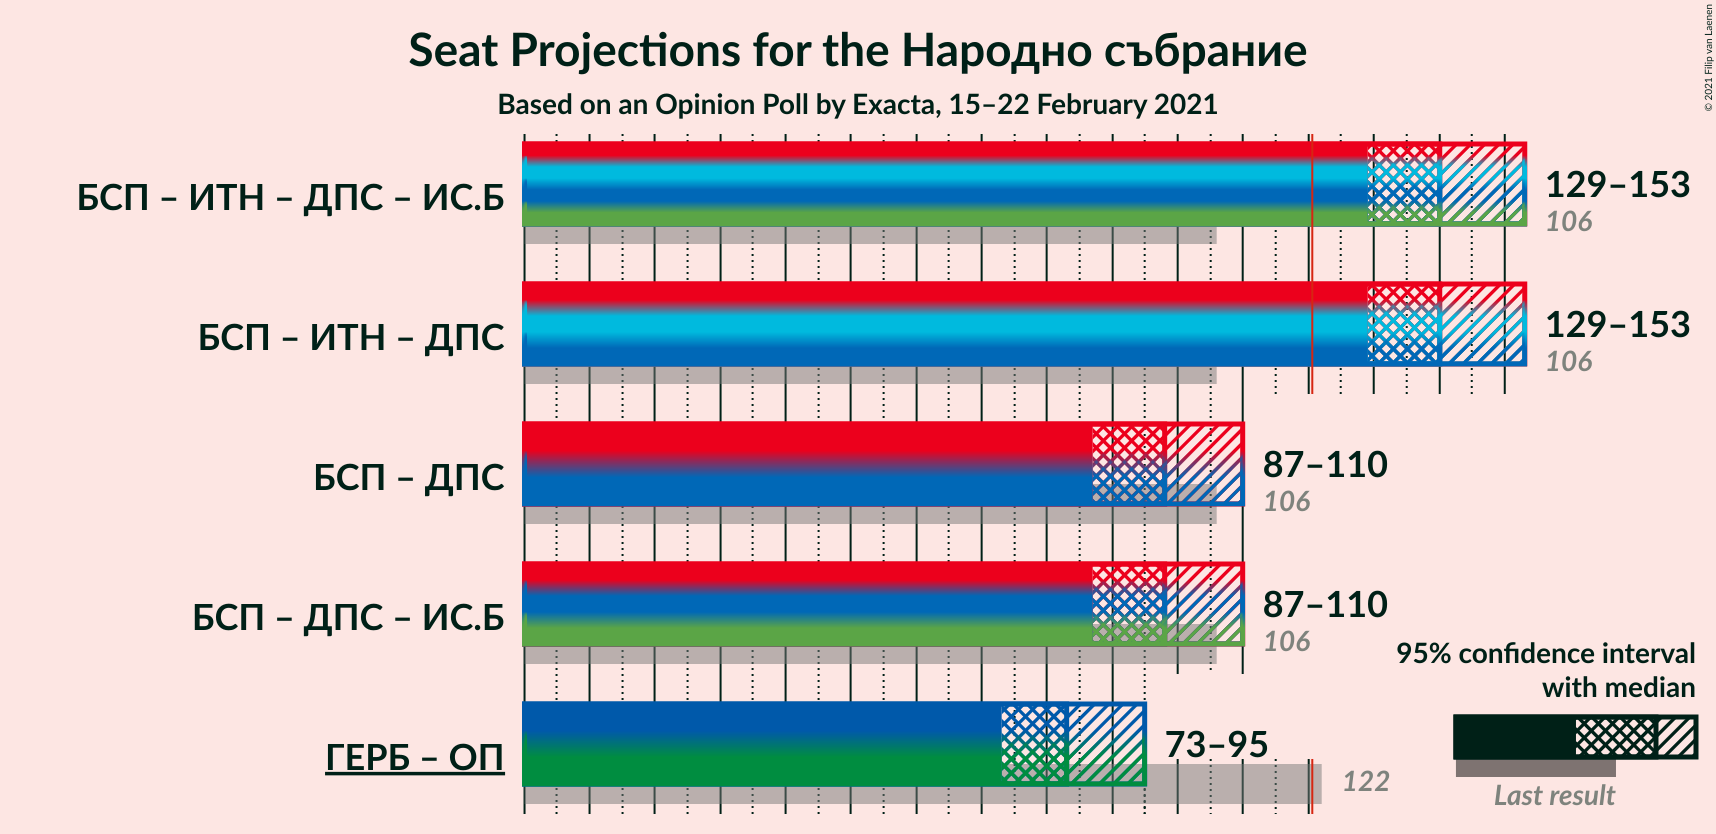 Seat Projections for the Народно събрание
Based on an Opinion Poll by Exacta, 15–22 February 2021
© 2021 Filip van Laenen
БСП – ИТН – ДПС – ИС.Б
129–153
106
БСП – ИТН – ДПС
129–153
106
БСП – ДПС
87–110
106
БСП – ДПС – ИС.Б
87–110
106
ГЕРБ – ОП
73–95
122
95% confidence interval
with median
Last result